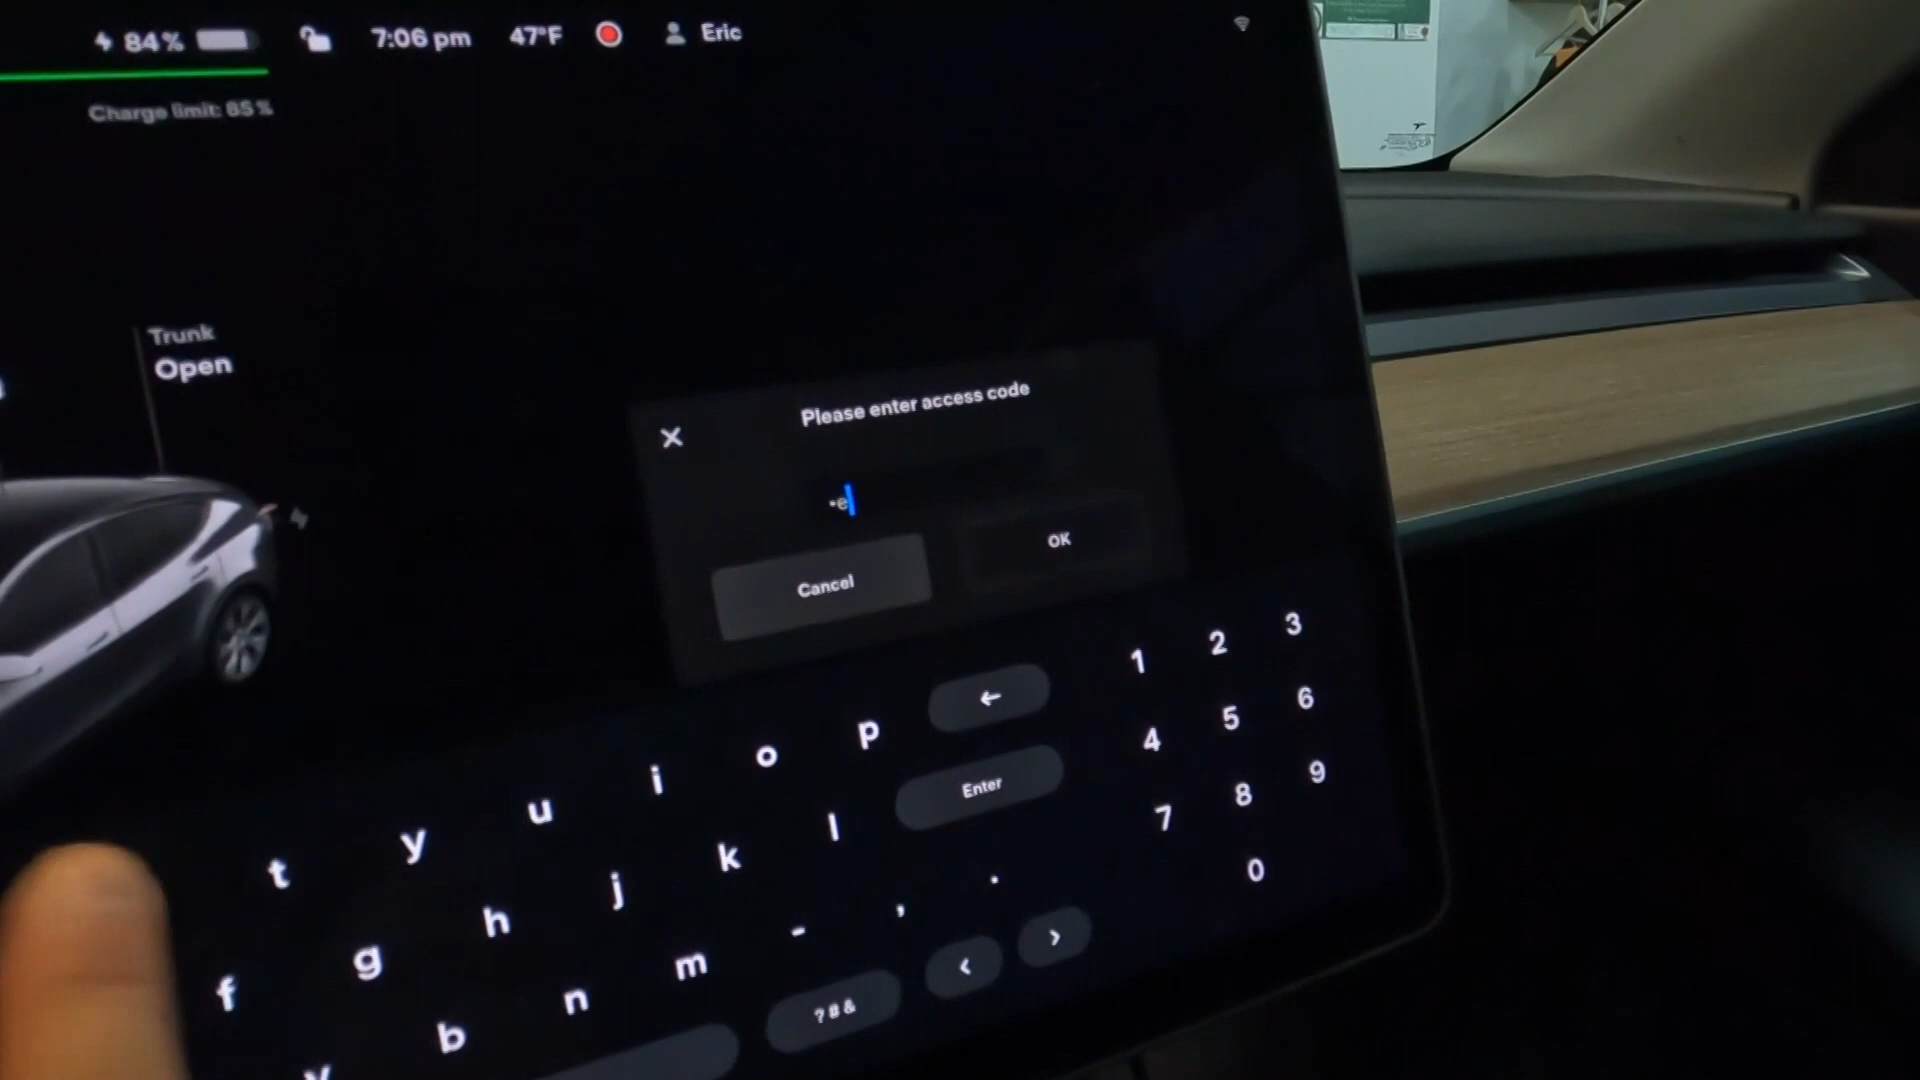 84% 7:06 pm 47°F Eric
Charge limit: 85%
Trunk
Open
Please enter access code
•e
Cancel OK
1 2 3
4 5 6
7 8 9
0
t y u i o p ←
f g h j k l Enter
v b n m - , .
?#& < >